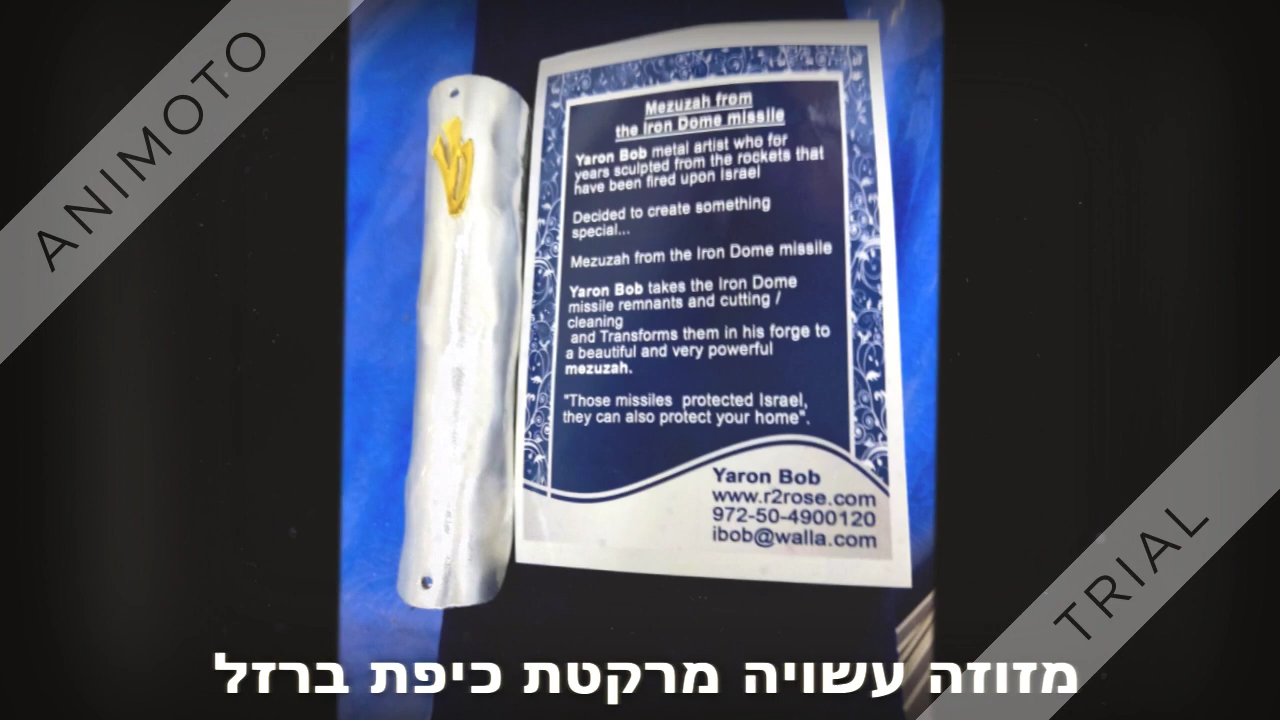 ANIMOTO
ש
Mezuzah from
the Iron Dome missile
Yaron Bob metal artist who for
years sculpted from the rockets that
have been fired upon Israel
Decided to create something
special...
Mezuzah from the Iron Dome missile
Yaron Bob takes the Iron Dome
missile remnants and cutting /
cleaning
and Transforms them in his forge to
a beautiful and very powerful
mezuzah.
"Those missiles protected Israel,
they can also protect your home".
Yaron Bob
www.r2rose.com
972-50-4900120
ibob@walla.com
TRIAL
מזוזה עשויה מרקטת כיפת ברזל